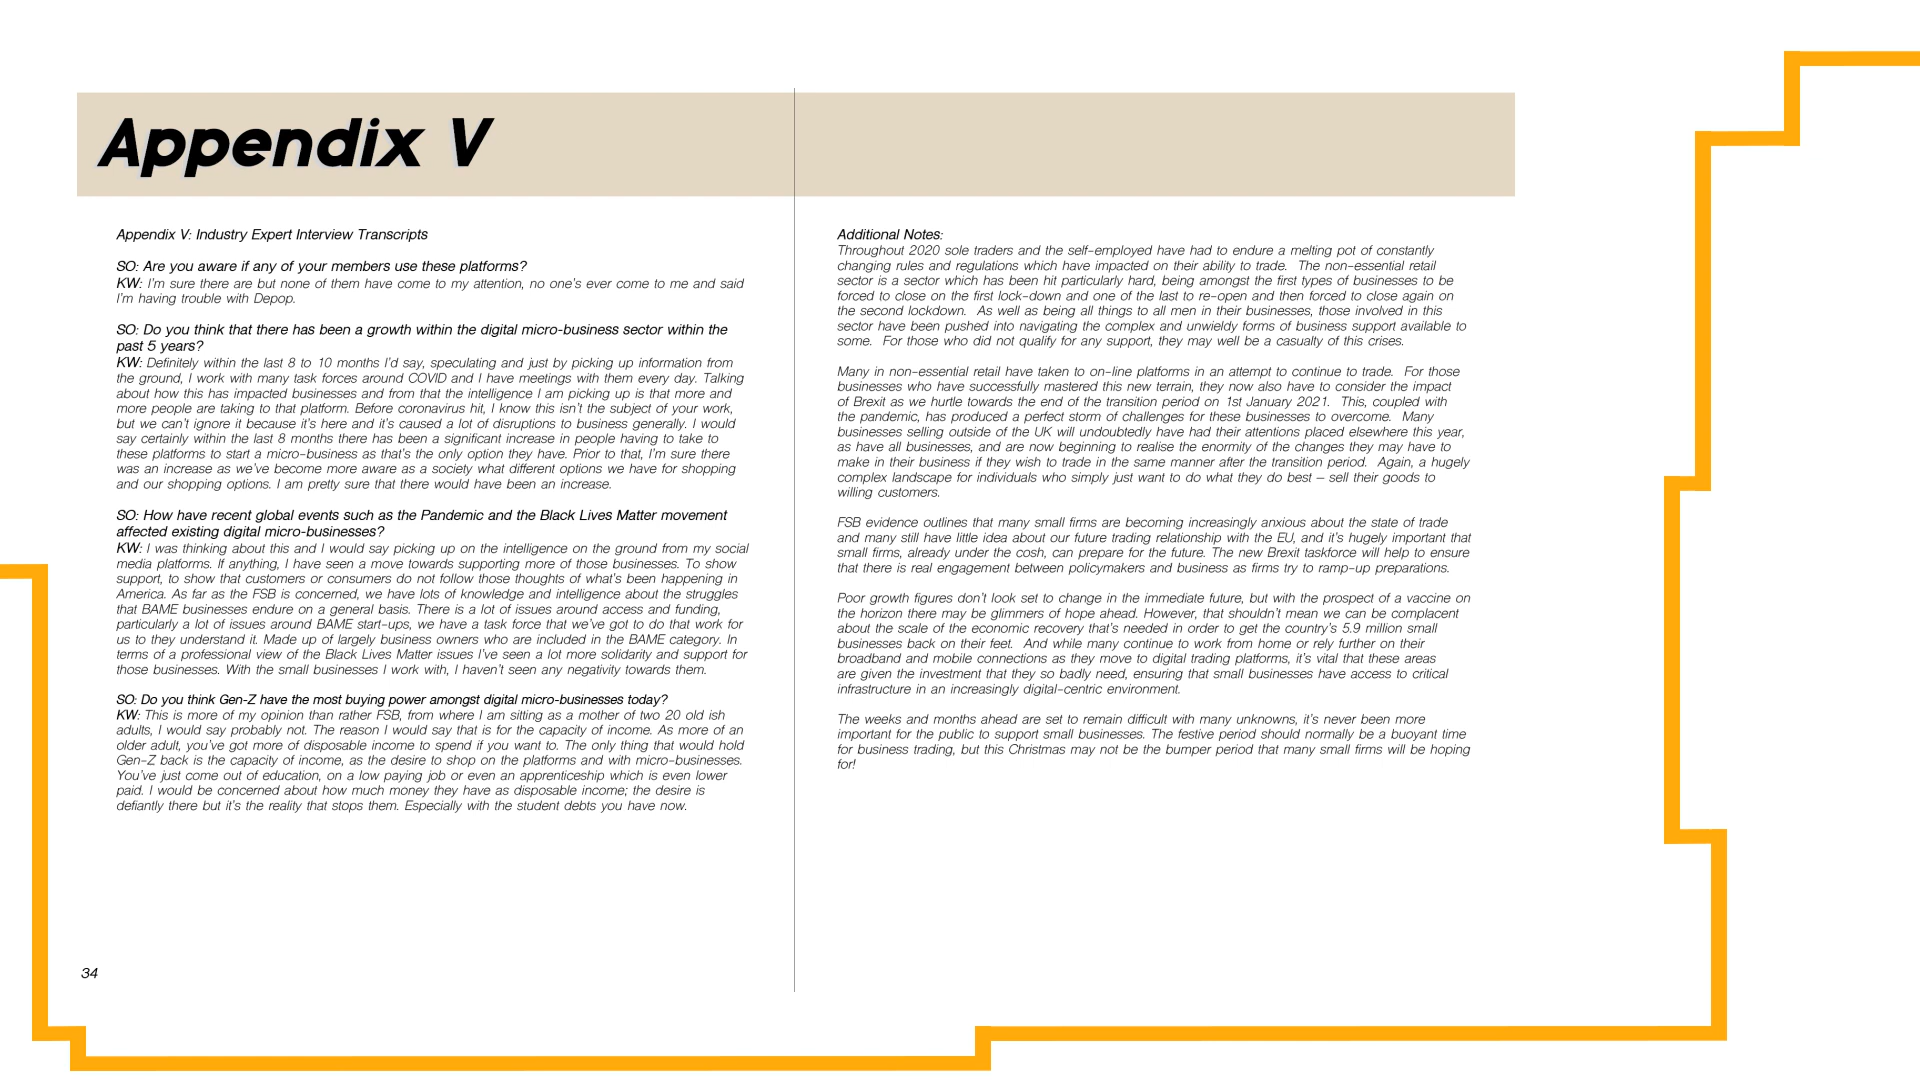 Appendix V
Appendix V: Industry Expert Interview Transcripts
SO: Are you aware if any of your members use these platforms?
KW: I'm sure there are but none of them have come to my attention, no one's ever come to me and said
I'm having trouble with Depop.
SO: Do you think that there has been a growth within the digital micro-business sector within the
past 5 years?
KW: Definitely within the last 8 to 10 months I'd say, speculating and just by picking up information from
the ground, I work with many task forces around COVID and I have meetings with them every day. Talking
about how this has impacted businesses and from that the intelligence I am picking up is that more and
more people are taking to that platform. Before coronavirus hit, I know this isn't the subject of your work,
but we can't ignore it because it's here and it's caused a lot of disruptions to business generally. I would
say certainly within the last 8 months there has been a significant increase in people having to take to
these platforms to start a micro-business as that's the only option they have. Prior to that, I'm sure there
was an increase as we've become more aware as a society what different options we have for shopping
and our shopping options. I am pretty sure that there would have been an increase.
SO: How have recent global events such as the Pandemic and the Black Lives Matter movement
affected existing digital micro-businesses?
KW: I was thinking about this and I would say picking up on the intelligence on the ground from my social
media platforms. If anything, I have seen a move towards supporting more of those businesses. To show
support, to show that customers or consumers do not follow those thoughts of what's been happening in
America. As far as the FSB is concerned, we have lots of knowledge and intelligence about the struggles
that BAME businesses endure on a general basis. There is a lot of issues around access and funding,
particularly a lot of issues around BAME start-ups, we have a task force that we've got to do that work for
us to they understand it. Made up of largely business owners who are included in the BAME category. In
terms of a professional view of the Black Lives Matter issues I've seen a lot more solidarity and support for
those businesses. With the small businesses I work with, I haven't seen any negativity towards them.
SO: Do you think Gen-Z have the most buying power amongst digital micro-businesses today?
KW: This is more of my opinion than rather FSB, from where I am sitting as a mother of two 20 old ish
adults, I would say probably not. The reason I would say that is for the capacity of income. As more of an
older adult, you've got more of disposable income to spend if you want to. The only thing that would hold
Gen-Z back is the capacity of income, as the desire to shop on the platforms and with micro-businesses.
You've just come out of education, on a low paying job or even an apprenticeship which is even lower
paid. I would be concerned about how much money they have as disposable income; the desire is
defiantly there but it's the reality that stops them. Especially with the student debts you have now.
34
Additional Notes:
Throughout 2020 sole traders and the self-employed have had to endure a melting pot of constantly
changing rules and regulations which have impacted on their ability to trade.  The non-essential retail
sector is a sector which has been hit particularly hard, being amongst the first types of businesses to be
forced to close on the first lock-down and one of the last to re-open and then forced to close again on
the second lockdown.  As well as being all things to all men in their businesses, those involved in this
sector have been pushed into navigating the complex and unwieldy forms of business support available to
some.  For those who did not qualify for any support, they may well be a casualty of this crises.
Many in non-essential retail have taken to on-line platforms in an attempt to continue to trade.  For those
businesses who have successfully mastered this new terrain, they now also have to consider the impact
of Brexit as we hurtle towards the end of the transition period on 1st January 2021.  This, coupled with
the pandemic, has produced a perfect storm of challenges for these businesses to overcome.  Many
businesses selling outside of the UK will undoubtedly have had their attentions placed elsewhere this year,
as have all businesses, and are now beginning to realise the enormity of the changes they may have to
make in their business if they wish to trade in the same manner after the transition period.  Again, a hugely
complex landscape for individuals who simply just want to do what they do best – sell their goods to
willing customers.
FSB evidence outlines that many small firms are becoming increasingly anxious about the state of trade
and many still have little idea about our future trading relationship with the EU, and it's hugely important that
small firms, already under the cosh, can prepare for the future. The new Brexit taskforce will help to ensure
that there is real engagement between policymakers and business as firms try to ramp-up preparations.
Poor growth figures don't look set to change in the immediate future, but with the prospect of a vaccine on
the horizon there may be glimmers of hope ahead. However, that shouldn't mean we can be complacent
about the scale of the economic recovery that's needed in order to get the country's 5.9 million small
businesses back on their feet.  And while many continue to work from home or rely further on their
broadband and mobile connections as they move to digital trading platforms, it's vital that these areas
are given the investment that they so badly need, ensuring that small businesses have access to critical
infrastructure in an increasingly digital-centric environment.
The weeks and months ahead are set to remain difficult with many unknowns, it's never been more
important for the public to support small businesses. The festive period should normally be a buoyant time
for business trading, but this Christmas may not be the bumper period that many small firms will be hoping
for!